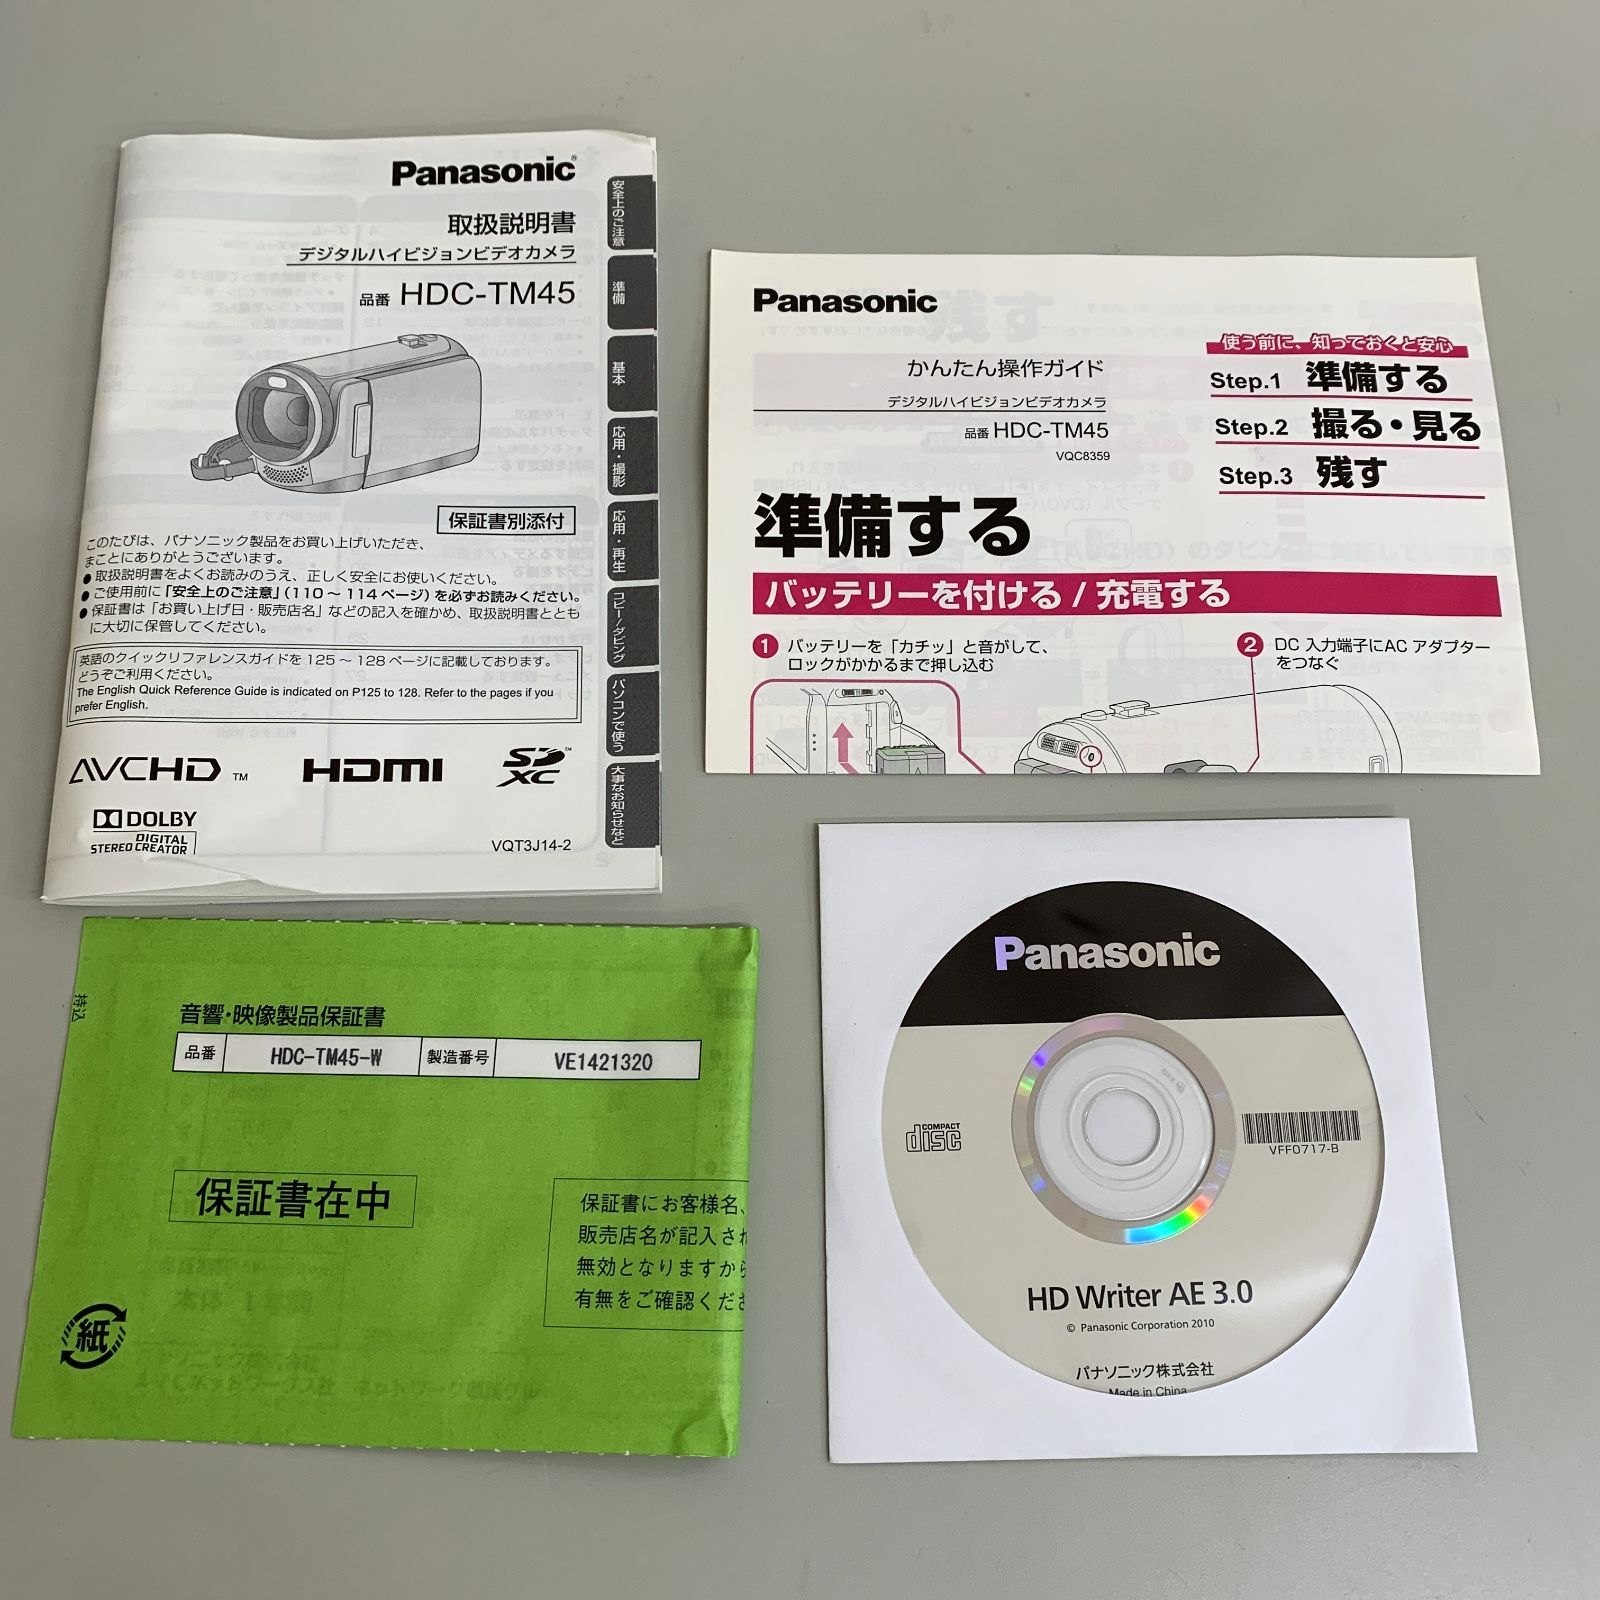 Panasonic
取扱説明書
デジタルハイビジョンビデオカメラ
品番 HDC-TM45
保証書別添付
このたびは、パナソニック製品をお買い上げいただき、
まことにありがとうございます。
●取扱説明書をよくお読みのうえ、正しく安全にお使いください。
●ご使用前に「安全上のご注意」（110～114ページ）を必ずお読みください。
●保証書は「お買い上げ日・販売店名」などの記入を確かめ、取扱説明書ととも
に大切に保管してください。
英語のクイックリファレンスガイドを 125 ～ 128 ページに記載しております。
どうぞご利用ください。
The English Quick Reference Guide is indicated on P125 to 128. Refer to the pages if you
prefer English.
AVCHD™ HDMI SD XC™
DOLBY
DIGITAL
STEREO CREATOR
VQT3J14-2
安全上のご注意
準備
基本
応用・撮影
応用・再生
コピー/ダビング
パソコンで使う
大事なお知らせなど
Panasonic
かんたん操作ガイド
デジタルハイビジョンビデオカメラ
品番 HDC-TM45
VQC8359
使う前に、知っておくと安心
Step.1 準備する
Step.2 撮る・見る
Step.3 残す
準備する
バッテリーを付ける / 充電する
1 バッテリーを「カチッ」と音がして、
ロックがかかるまで押し込む
2 DC 入力端子にAC アダプター
をつなぐ
持込
音響・映像製品保証書
品番 HDC-TM45-W 製造番号 VE1421320
保証書在中
保証書にお客様名、
販売店名が記入され
無効となりますから
有無をご確認くださ
紙
Panasonic
COMPACT
disc
VFF0717-B
HD Writer AE 3.0
© Panasonic Corporation 2010
パナソニック株式会社
Made in China